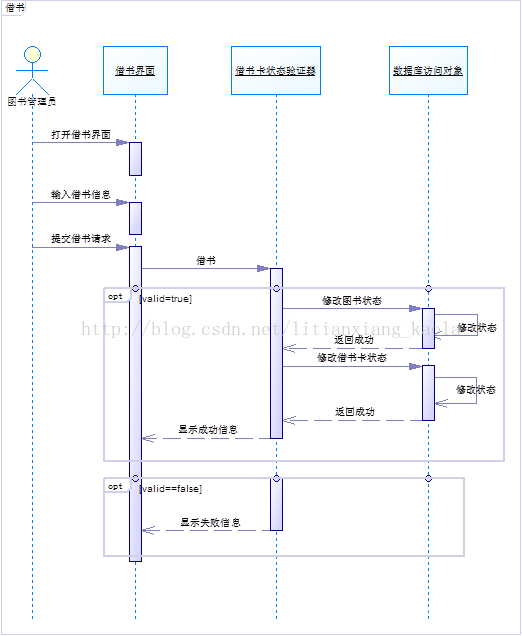 借书
借书界面
借书卡状态验证器
数据库访问对象
图书管理员
打开借书界面
输入借书信息
提交借书请求
借书
opt
[valid=true]
修改图书状态
http://blog.csdn.net/litianxiang_kaola
修改状态
返回成功
修改借书卡状态
修改状态
返回成功
显示成功信息
opt
[valid==false]
显示失败信息